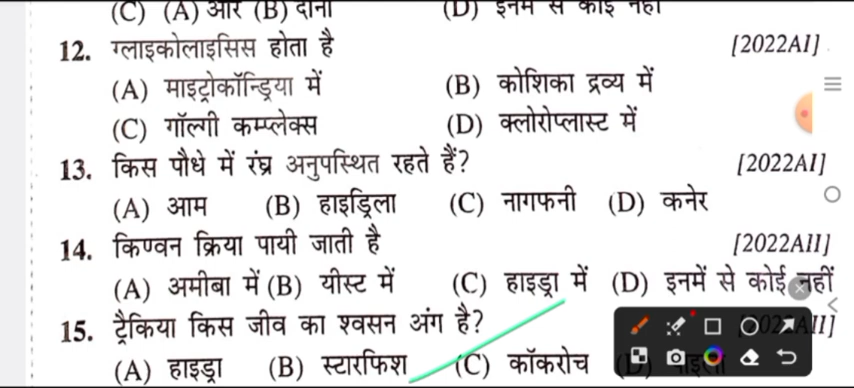 (C) (A) और (B) दोनों (D) इनमें से कोई नहीं
12. ग्लाइकोलाइसिस होता है [2022AI]
(A) माइट्रोकॉन्ड्रिया में (B) कोशिका द्रव्य में
(C) गॉल्गी कम्प्लेक्स (D) क्लोरोप्लास्ट में
13. किस पौधे में रंध्र अनुपस्थित रहते हैं? [2022AI]
(A) आम (B) हाइड्रिला (C) नागफनी (D) कनेर
14. किण्वन क्रिया पायी जाती है [2022AII]
(A) अमीबा में (B) यीस्ट में (C) हाइड्रा में (D) इनमें से कोई नहीं
15. ट्रैकिया किस जीव का श्वसन अंग है? [2022AII]
(A) हाइड्रा (B) स्टारफिश (C) कॉकरोच (D)